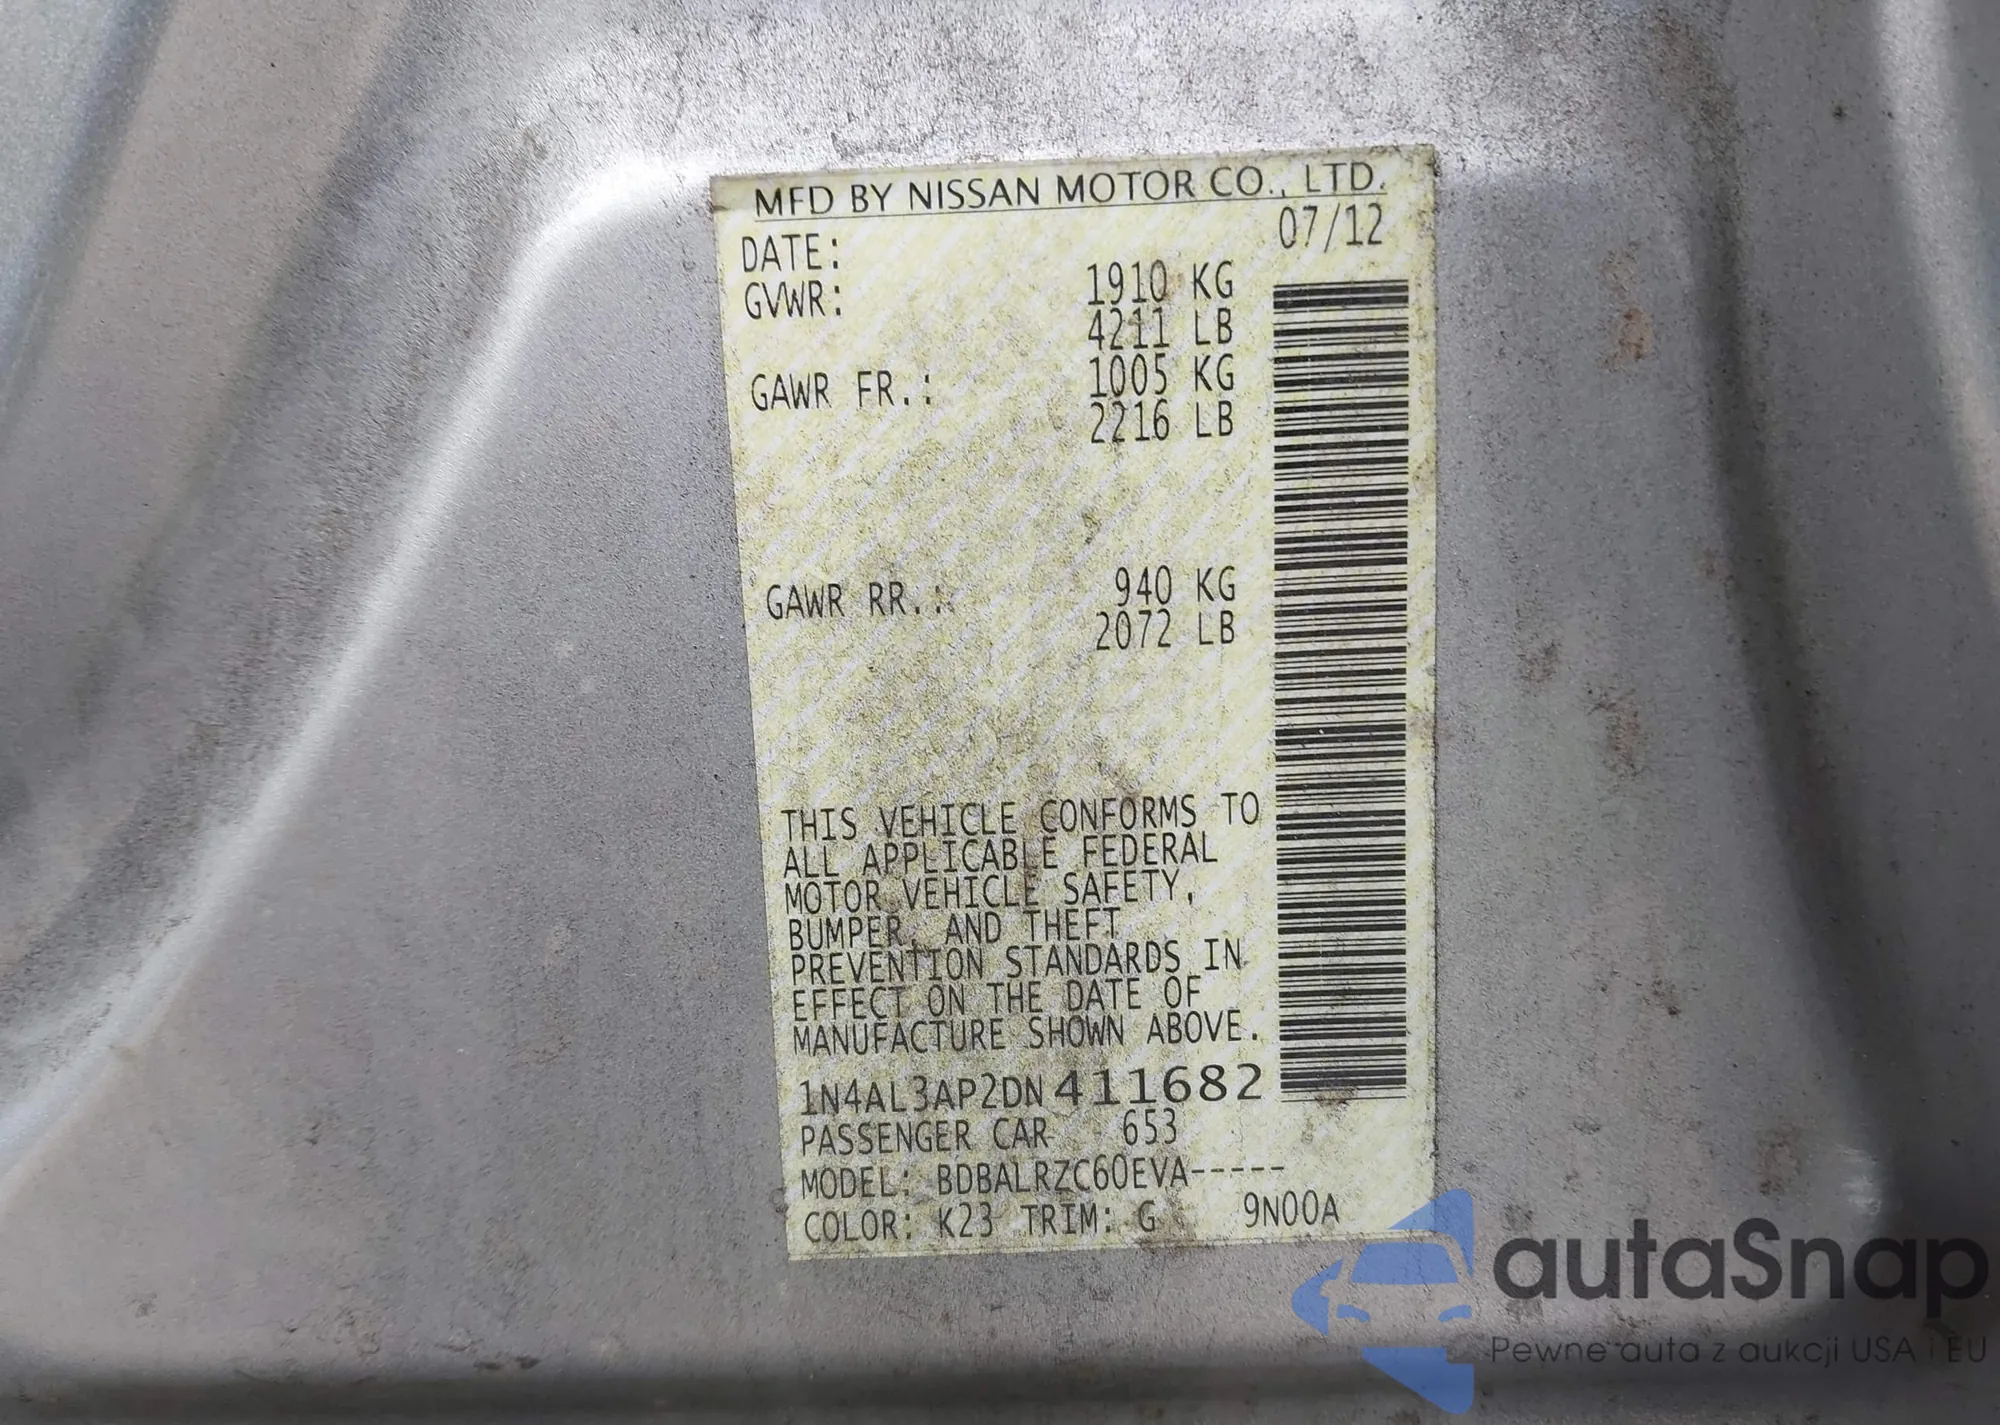 MFD BY NISSAN MOTOR CO., LTD.
DATE: 07/12
GVWR: 1910 KG
4211 LB
GAWR FR.: 1005 KG
2216 LB
GAWR RR.: 940 KG
2072 LB
THIS VEHICLE CONFORMS TO
ALL APPLICABLE FEDERAL
MOTOR VEHICLE SAFETY,
BUMPER, AND THEFT
PREVENTION STANDARDS IN
EFFECT ON THE DATE OF
MANUFACTURE SHOWN ABOVE.
1N4AL3AP2DN411682
PASSENGER CAR 653
MODEL: BDBALRZC60EVA-----
COLOR: K23 TRIM: G 9N00A
autaSnap
Pewne auta z aukcji USA i EU